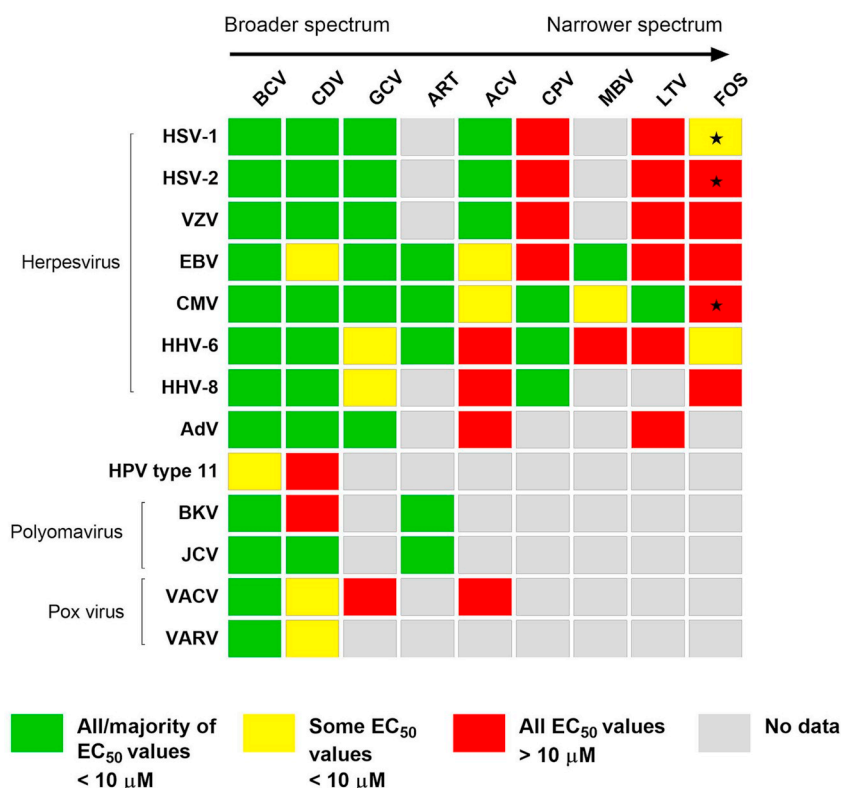 Broader spectrum Narrower spectrum
BCV CDV GCV ART ACV CPV MBV LTV FOS
HSV-1
HSV-2
VZV
EBV
Herpesvirus
CMV
HHV-6
HHV-8
AdV
HPV type 11
BKV
Polyomavirus
JCV
VACV
Pox virus
VARV
All/majority of
EC50 values
< 10 μM
Some EC50
values
< 10 μM
All EC50 values
> 10 μM
No data